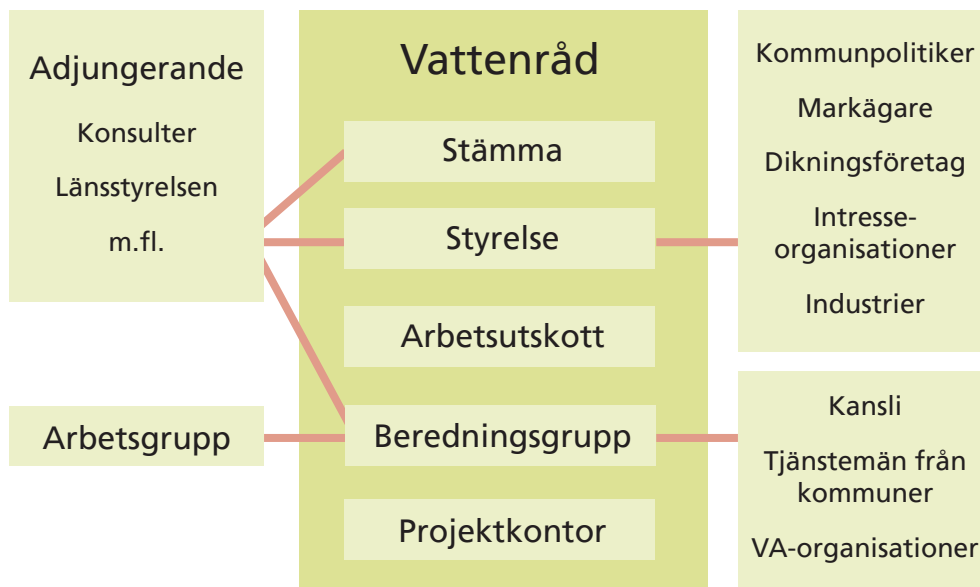 Adjungerande
Konsulter
Länsstyrelsen
m.fl.
Arbetsgrupp
Vattenråd
Stämma
Styrelse
Arbetsutskott
Beredningsgrupp
Projektkontor
Kommunpolitiker
Markägare
Dikningsföretag
Intresse-
organisationer
Industrier
Kansli
Tjänstemän från
kommuner
VA-organisationer